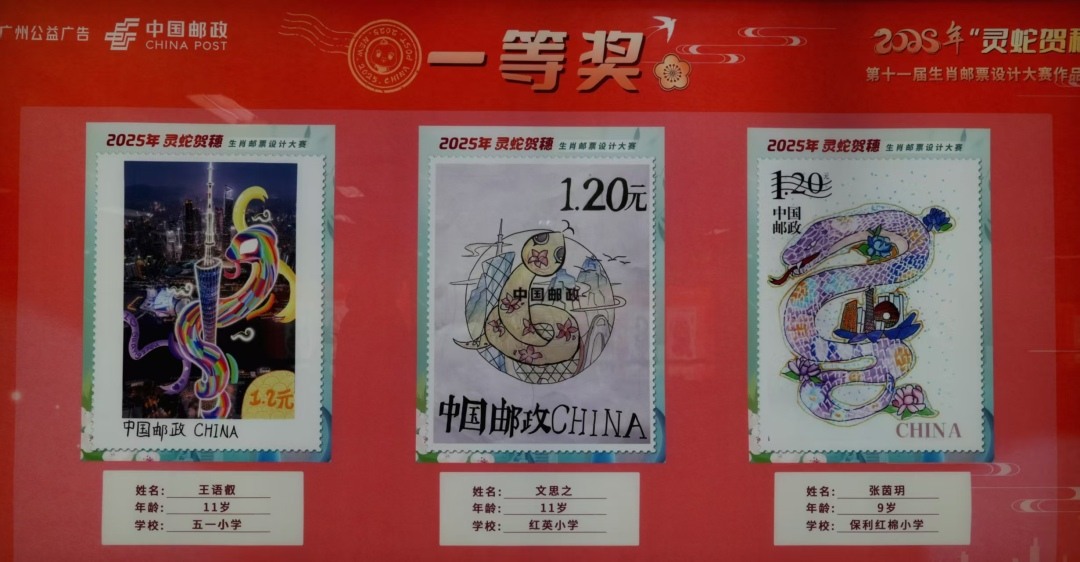 广州公益广告
中国邮政
CHINA POST
一等奖
2025年“灵蛇贺
第十一届生肖邮票设计大赛作品
2025年 灵蛇贺穗 生肖邮票设计大赛
1.2元
中国邮政 CHINA
姓名：王语叡
年龄：11岁
学校：五一小学
2025年 灵蛇贺穗 生肖邮票设计大赛
1.20元
中国邮政
中国邮政CHINA
姓名：文思之
年龄：11岁
学校：红英小学
2025年 灵蛇贺穗 生肖邮票设计大赛
1.20元
中国
邮政
CHINA
姓名：张茵玥
年龄：9岁
学校：保利红棉小学